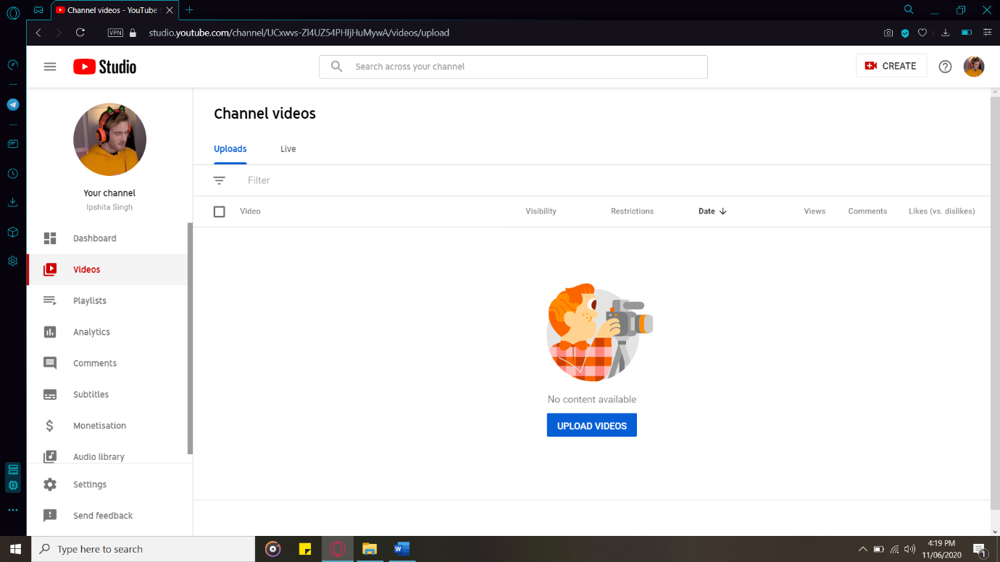 Channel videos - YouTube
VPN
studio.youtube.com/channel/UCxwvs-Zl4UZ54PHIjHuMywA/videos/upload
Studio
Search across your channel
CREATE
Your channel
Ipshita Singh
Dashboard
Videos
Playlists
Analytics
Comments
Subtitles
Monetisation
Audio library
Settings
Send feedback
Channel videos
Uploads Live
Filter
Video Visibility Restrictions Date Views Comments Likes (vs. dislikes)
No content available
UPLOAD VIDEOS
Type here to search
4:19 PM
11/06/2020
1